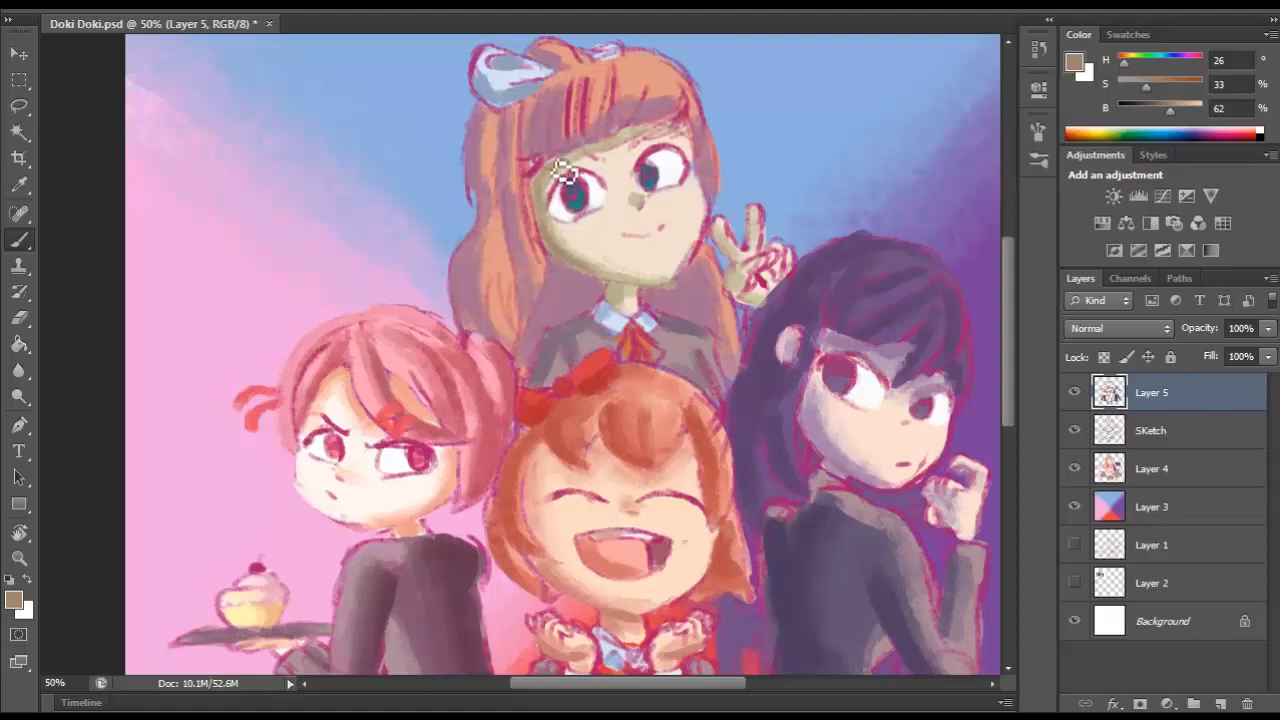 Doki Doki.psd @ 50% (Layer 5, RGB/8) * ×
Color Swatches
H 26 °
S 33 %
B 62 %
Adjustments Styles
Add an adjustment
Layers Channels Paths
Kind
Normal Opacity: 100%
Lock: Fill: 100%
Layer 5
SKetch
Layer 4
Layer 3
Layer 1
Layer 2
Background
50% Doc: 10.1M/52.6M
Timeline